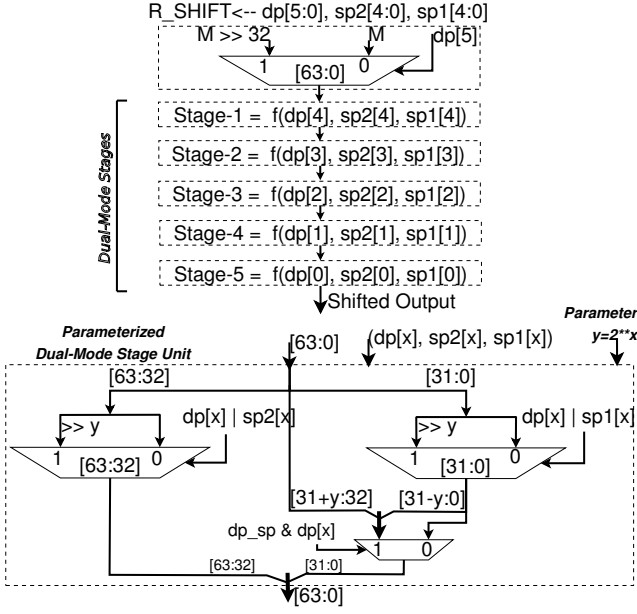 R_SHIFT<-- dp[5:0], sp2[4:0], sp1[4:0]
M >> 32 M dp[5]
1 0
[63:0]
Stage-1 = f(dp[4], sp2[4], sp1[4])
Stage-2 = f(dp[3], sp2[3], sp1[3])
Stage-3 = f(dp[2], sp2[2], sp1[2])
Stage-4 = f(dp[1], sp2[1], sp1[1])
Stage-5 = f(dp[0], sp2[0], sp1[0])
Dual-Mode Stages
Shifted Output
Parameterized
Dual-Mode Stage Unit
[63:0]
(dp[x], sp2[x], sp1[x])
Parameter
y=2**x
[63:32] [31:0]
>> y dp[x] | sp2[x] >> y dp[x] | sp1[x]
1 0 1 0
[63:32] [31:0]
[31+y:32] [31-y:0]
dp_sp & dp[x]
1 0
[63:32] [31:0]
[63:0]